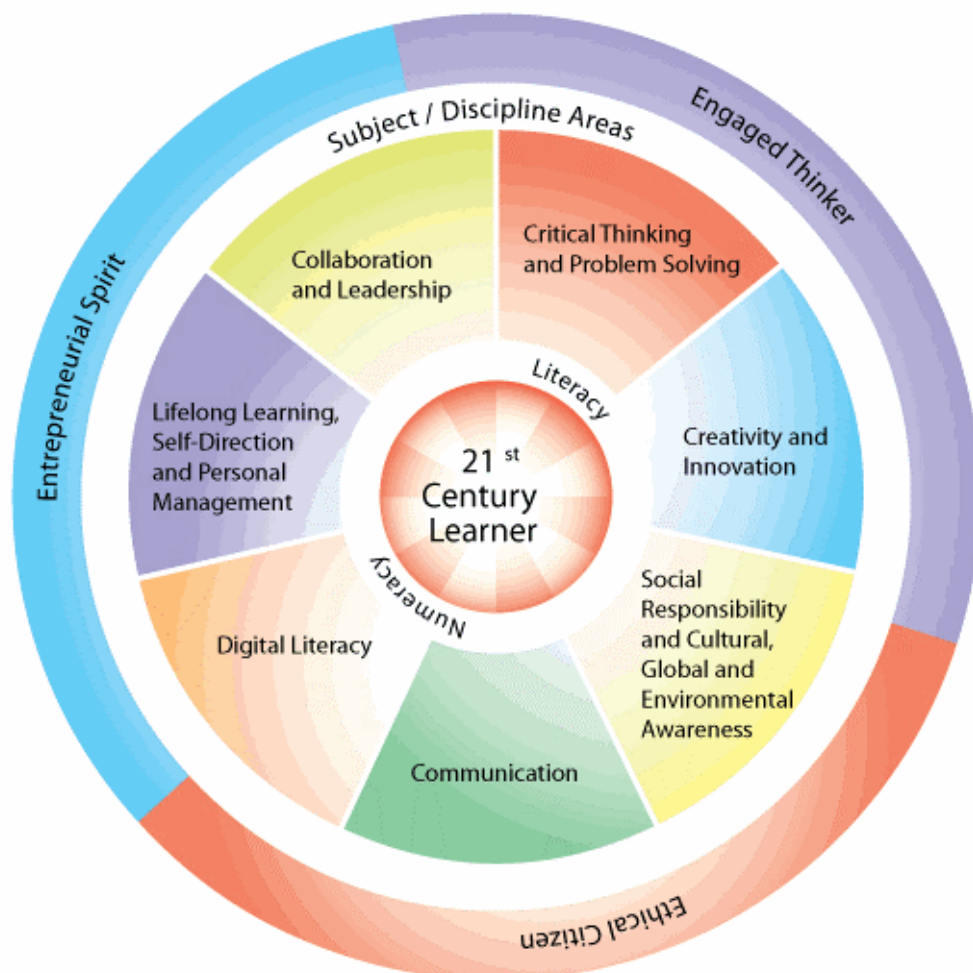 Engaged Thinker
Subject / Discipline Areas
Entrepreneurial Spirit
Collaboration
and Leadership
Critical Thinking
and Problem Solving
Literacy
Lifelong Learning,
Self-Direction
and Personal
Management
21 st
Century
Learner
Creativity and
Innovation
Numeracy
Digital Literacy
Social
Responsibility
and Cultural,
Global and
Environmental
Awareness
Communication
Ethical Citizen